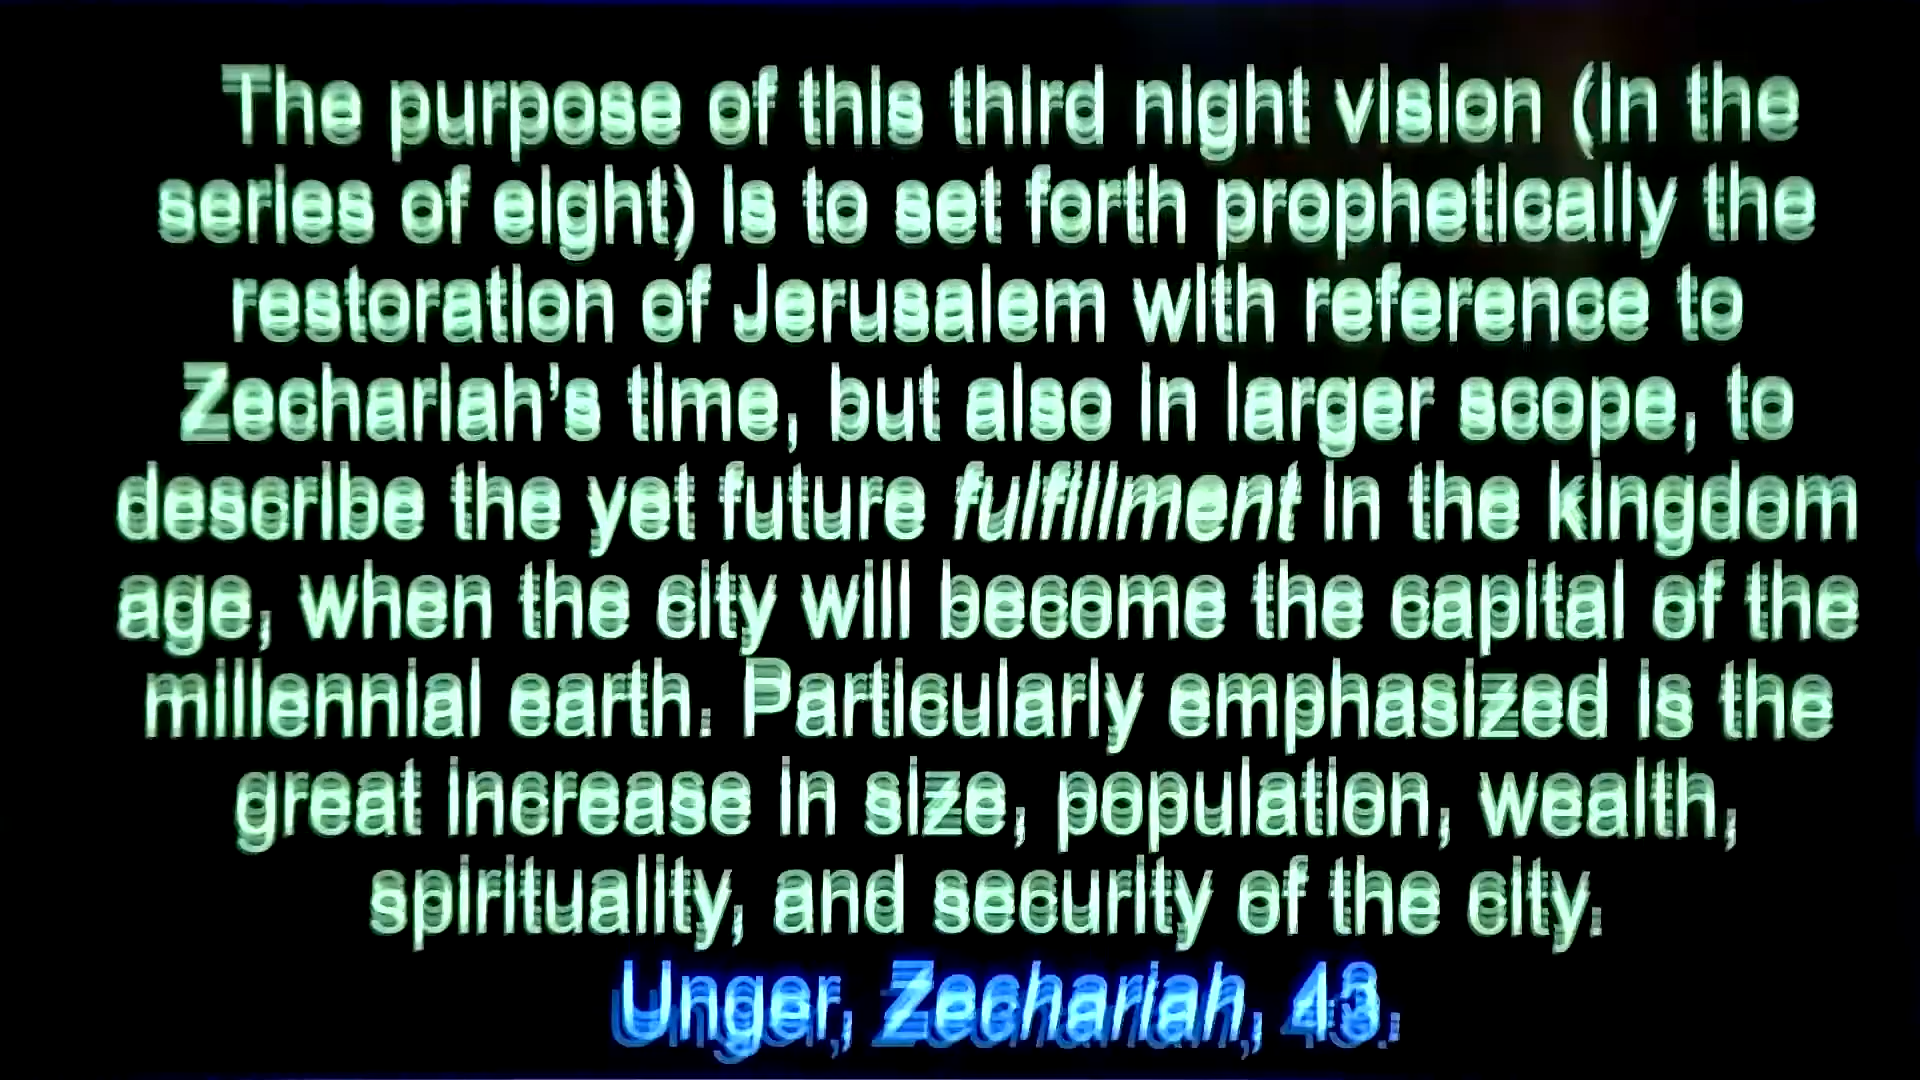 The purpose of this third night vision (in the
series of eight) is to set forth prophetically the
restoration of Jerusalem with reference to
Zechariah's time, but also in larger scope, to
describe the yet future fulfillment in the kingdom
age, when the city will become the capital of the
millennial earth. Particularly emphasized is the
great increase in size, population, wealth,
spirituality, and security of the city.
Unger, Zechariah, 43.